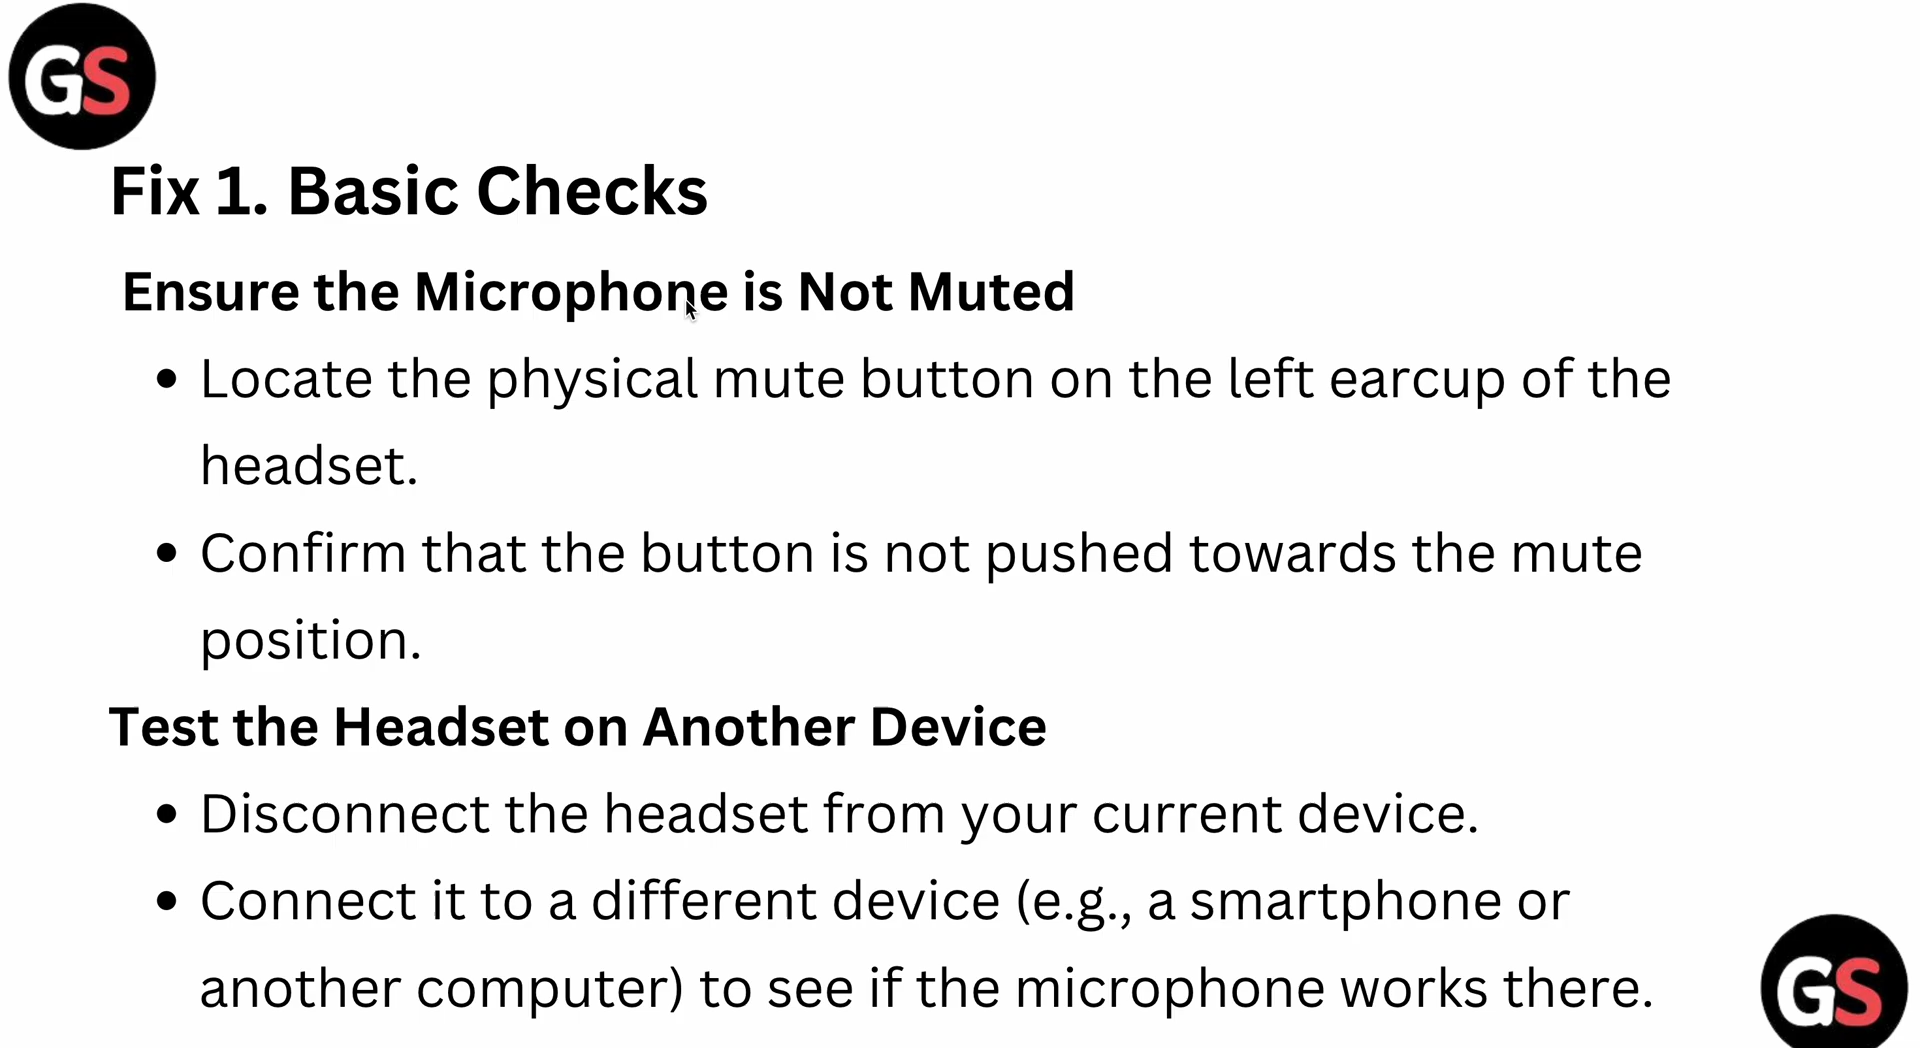 GS
Fix 1. Basic Checks
Ensure the Microphone is Not Muted
• Locate the physical mute button on the left earcup of the
headset.
• Confirm that the button is not pushed towards the mute
position.
Test the Headset on Another Device
• Disconnect the headset from your current device.
• Connect it to a different device (e.g., a smartphone or
another computer) to see if the microphone works there.
GS